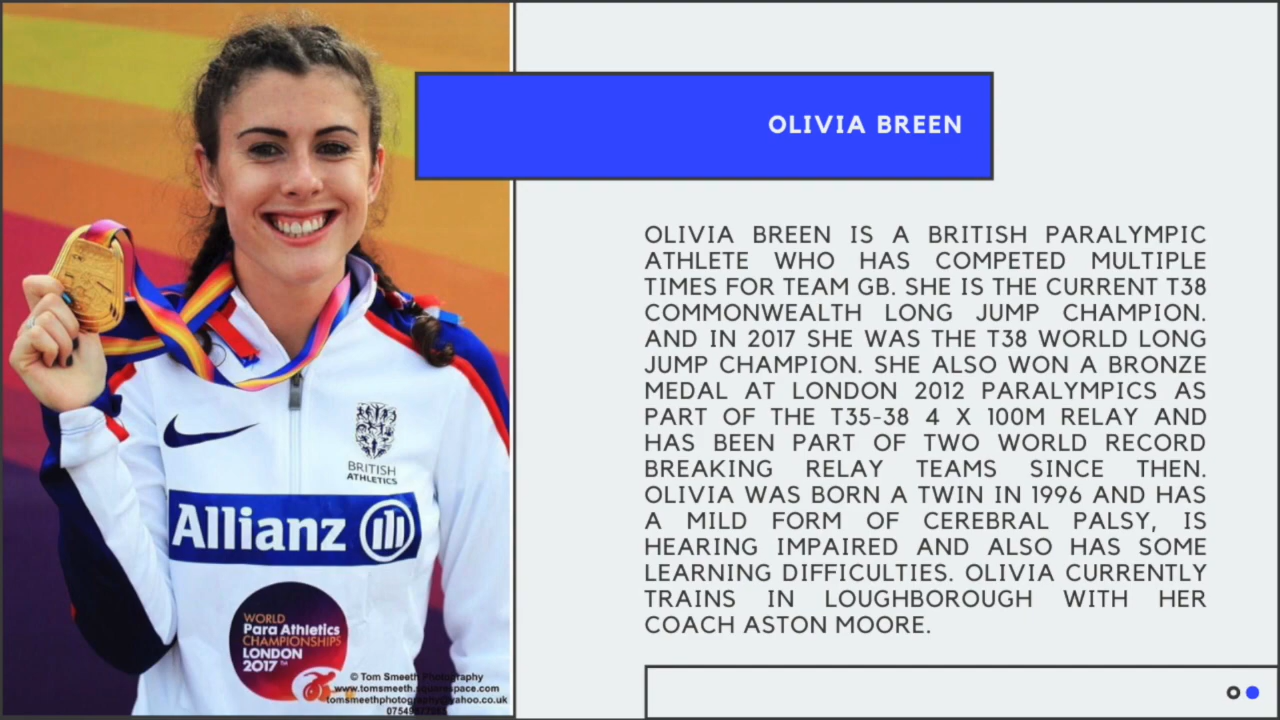 OLIVIA BREEN
OLIVIA BREEN IS A BRITISH PARALYMPIC
ATHLETE WHO HAS COMPETED MULTIPLE
TIMES FOR TEAM GB. SHE IS THE CURRENT T38
COMMONWEALTH LONG JUMP CHAMPION.
AND IN 2017 SHE WAS THE T38 WORLD LONG
JUMP CHAMPION. SHE ALSO WON A BRONZE
MEDAL AT LONDON 2012 PARALYMPICS AS
PART OF THE T35-38 4 X 100M RELAY AND
HAS BEEN PART OF TWO WORLD RECORD
BREAKING RELAY TEAMS SINCE THEN.
OLIVIA WAS BORN A TWIN IN 1996 AND HAS
A MILD FORM OF CEREBRAL PALSY, IS
HEARING IMPAIRED AND ALSO HAS SOME
LEARNING DIFFICULTIES. OLIVIA CURRENTLY
TRAINS IN LOUGHBOROUGH WITH HER
COACH ASTON MOORE.
BRITISH
ATHLETICS
Allianz
WORLD
Para Athletics
CHAMPIONSHIPS
LONDON
2017 TM
© Tom Smeeth Photography